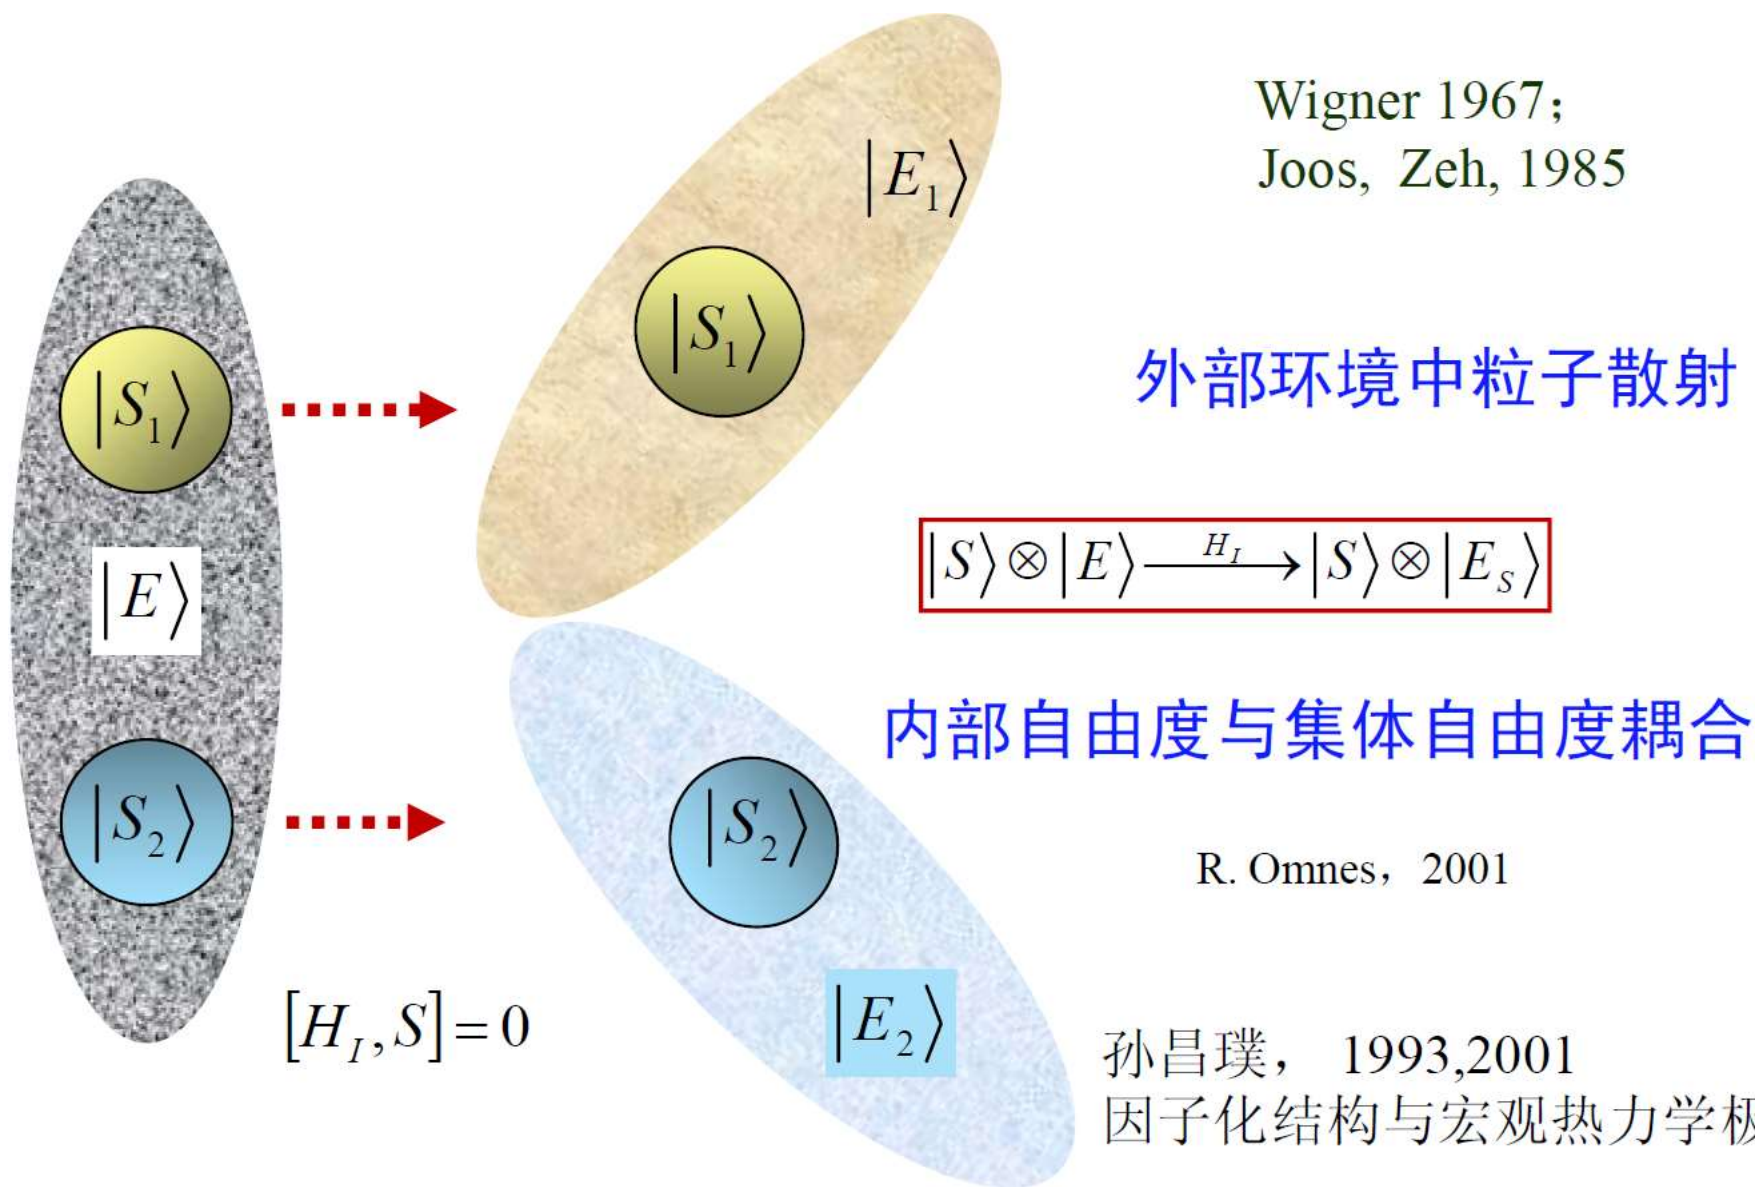 Wigner 1967；
Joos, Zeh, 1985
|E₁⟩
|S₁⟩
|S₁⟩
外部环境中粒子散射
|S⟩⊗|E⟩ —H_I→ |S⟩⊗|E_S⟩
|E⟩
内部自由度与集体自由度耦合
|S₂⟩
|S₂⟩
R. Omnes，2001
[H_I, S] = 0
|E₂⟩
孙昌璞， 1993,2001
因子化结构与宏观热力学极